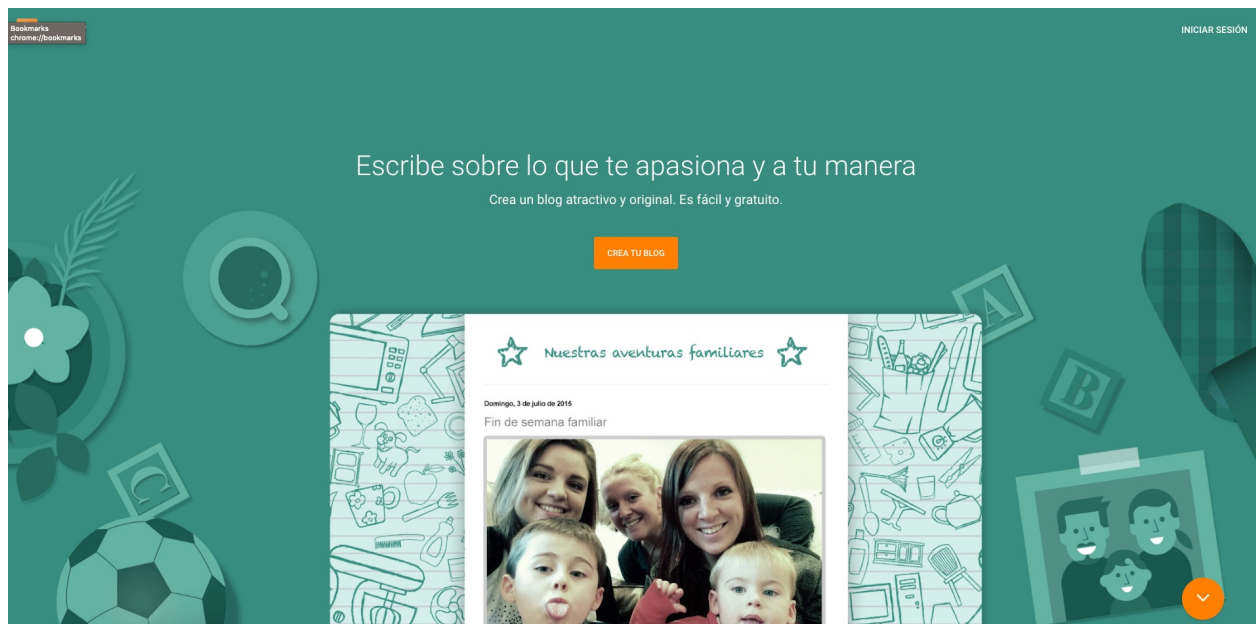 Bookmarks
chrome://bookmarks
INICIAR SESIÓN
Escribe sobre lo que te apasiona y a tu manera
Crea un blog atractivo y original. Es fácil y gratuito.
CREA TU BLOG
Nuestras aventuras familiares
Domingo, 3 de julio de 2015
Fin de semana familiar
A
B
C